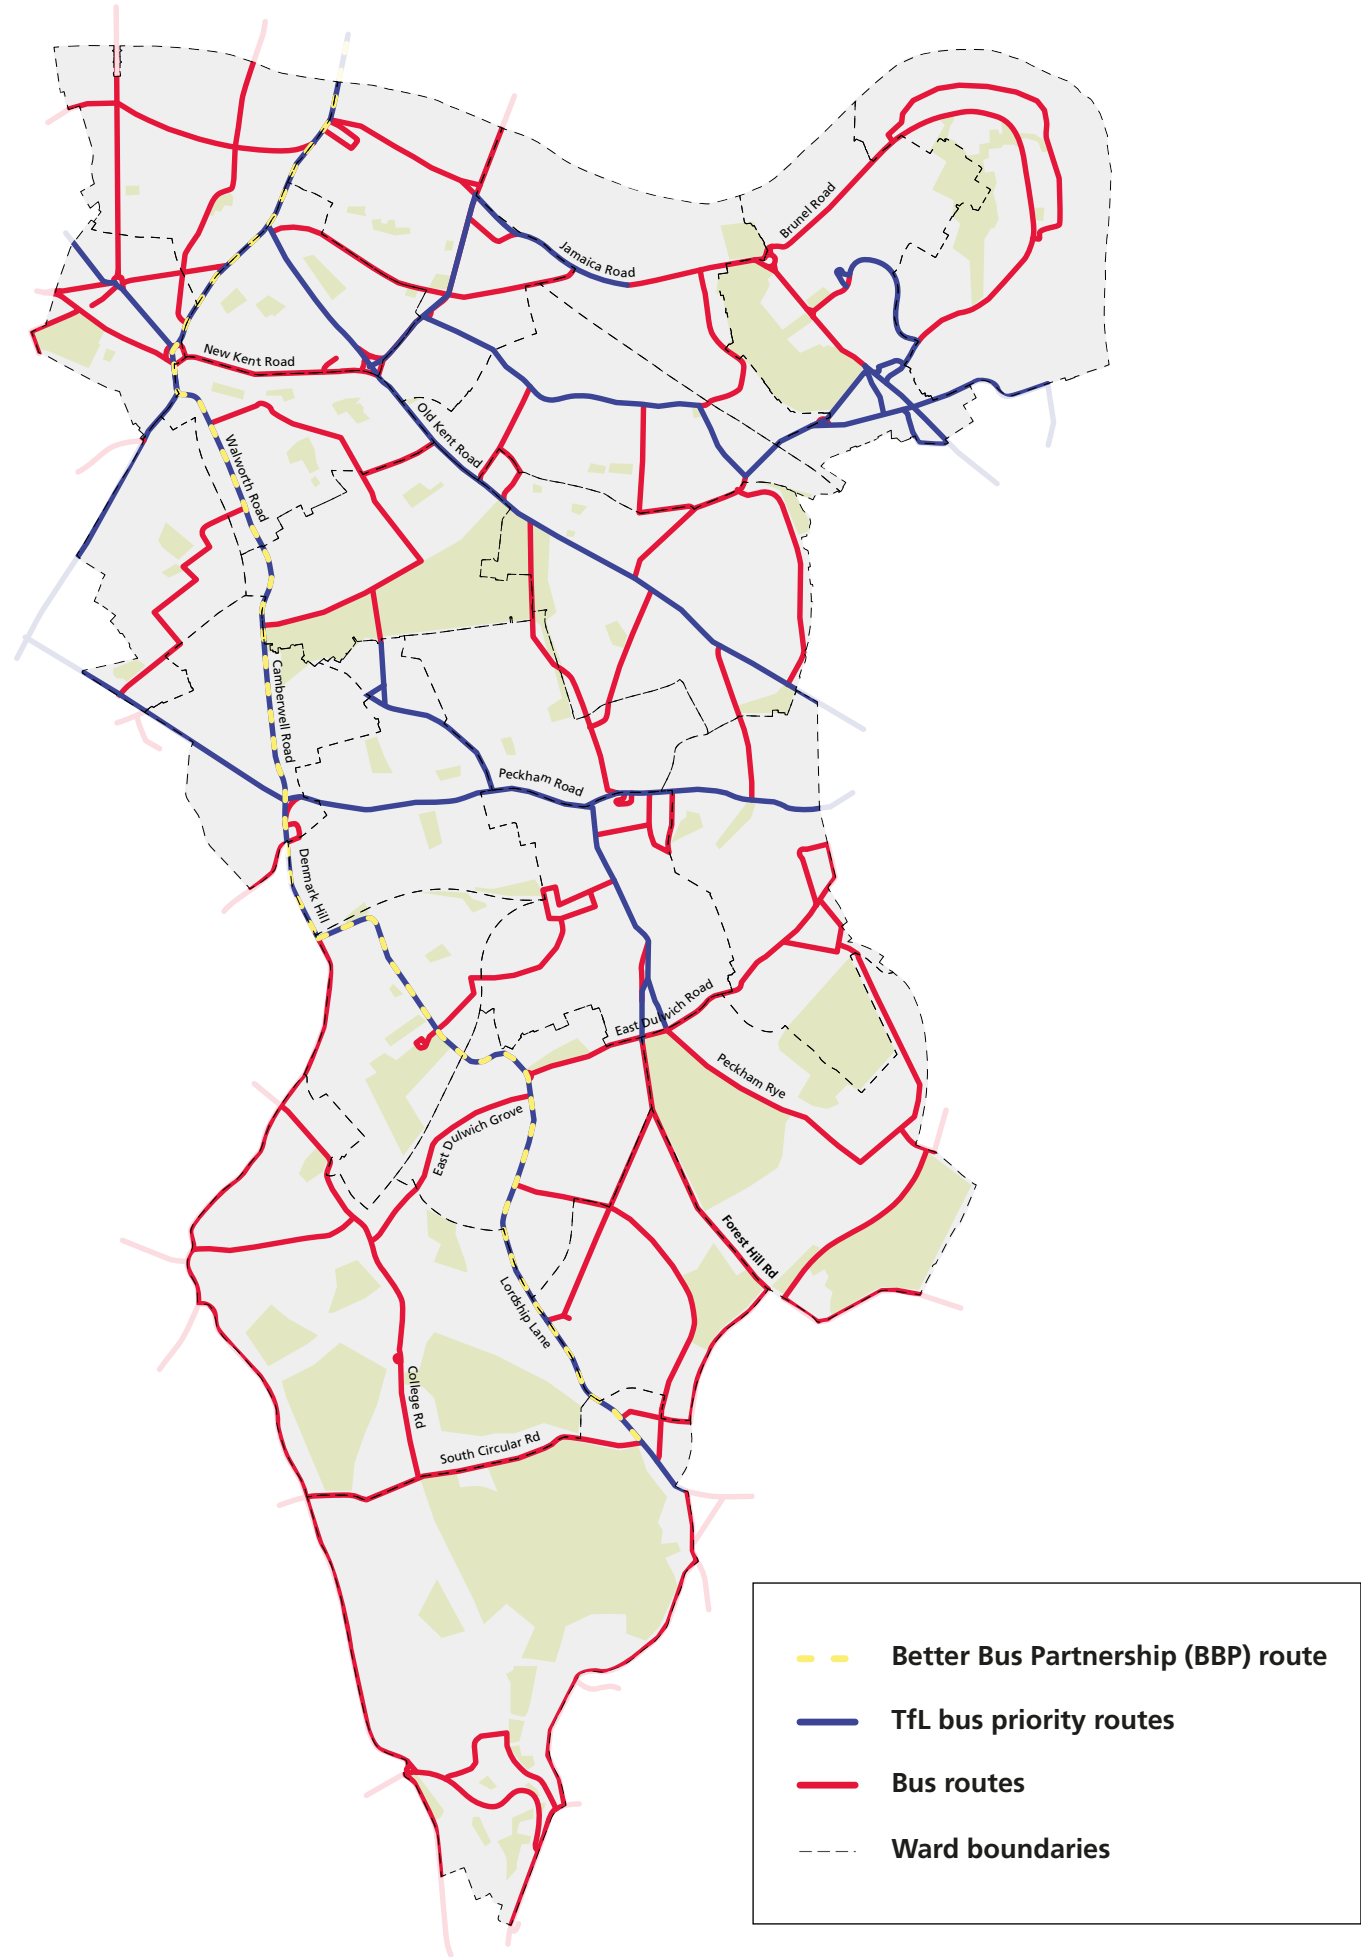 Brunel Road
Jamaica Road
New Kent Road
Old Kent Road
Walworth Road
Camberwell Road
Peckham Road
Denmark Hill
East Dulwich Road
Peckham Rye
East Dulwich Grove
Forest Hill Rd
Lordship Lane
College Rd
South Circular Rd
Better Bus Partnership (BBP) route
TfL bus priority routes
Bus routes
Ward boundaries